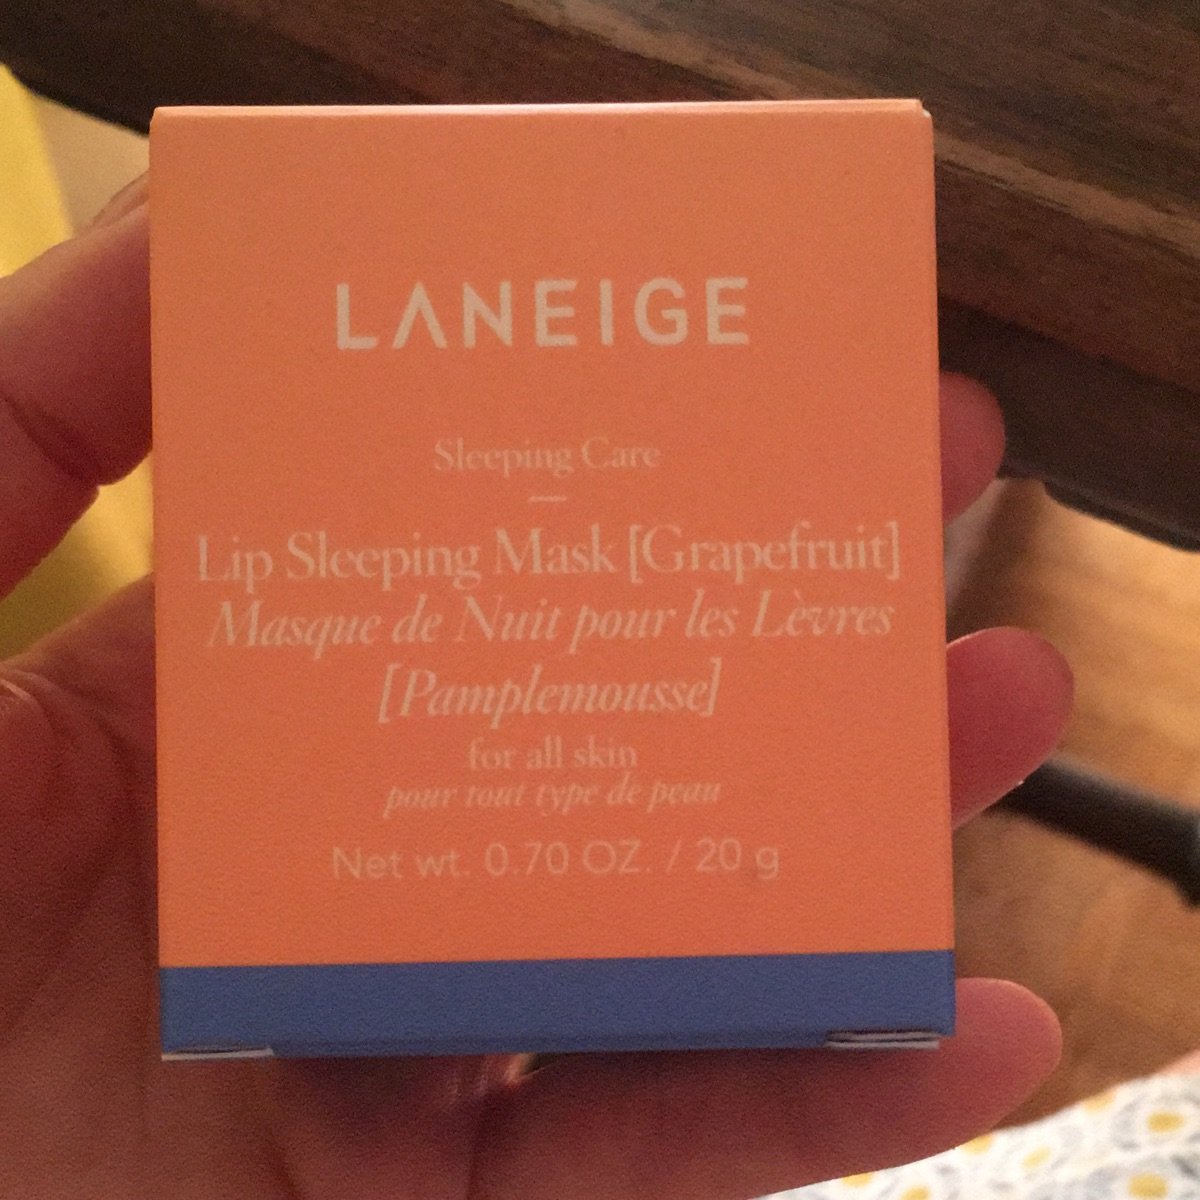 LANEIGE
Sleeping Care
Lip Sleeping Mask [Grapefruit]
Masque de Nuit pour les Lèvres
[Pamplemousse]
for all skin
pour tout type de peau
Net wt. 0.70 OZ. / 20 g